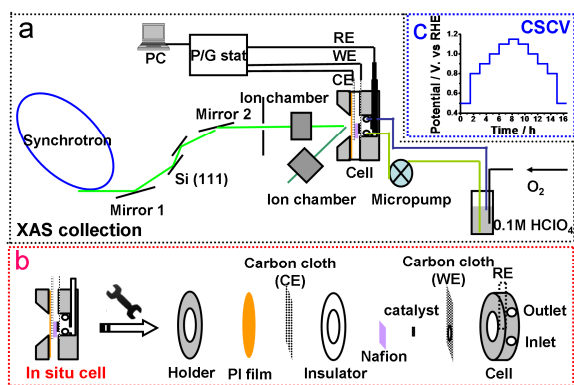 a
PC
P/G stat
RE
WE
CE
Synchrotron
Mirror 1
Si (111)
Mirror 2
Ion chamber
Ion chamber
Cell
Micropump
O2
0.1M HClO4
XAS collection
c
CSCV
Potential / V. vs RHE
1.2
1.0
0.8
0.6
0.4
0 2 4 6 8 10 12 14 16
Time / h
b
In situ cell
Holder
PI film
Carbon cloth
(CE)
Insulator
Nafion
catalyst
Carbon cloth
(WE)
RE
Outlet
Inlet
Cell